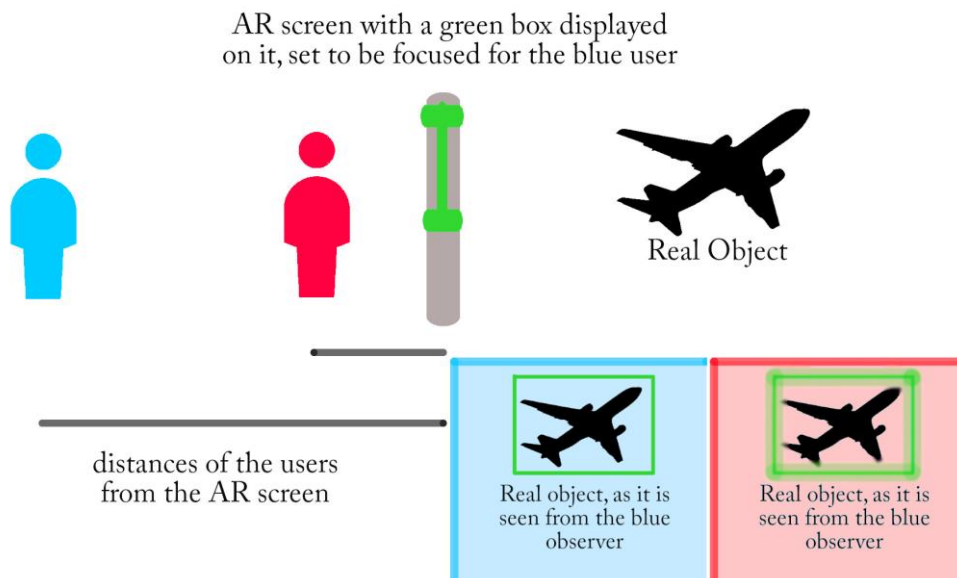 AR screen with a green box displayed
on it, set to be focused for the blue user
Real Object
distances of the users
from the AR screen
Real object, as it is
seen from the blue
observer
Real object, as it is
seen from the blue
observer